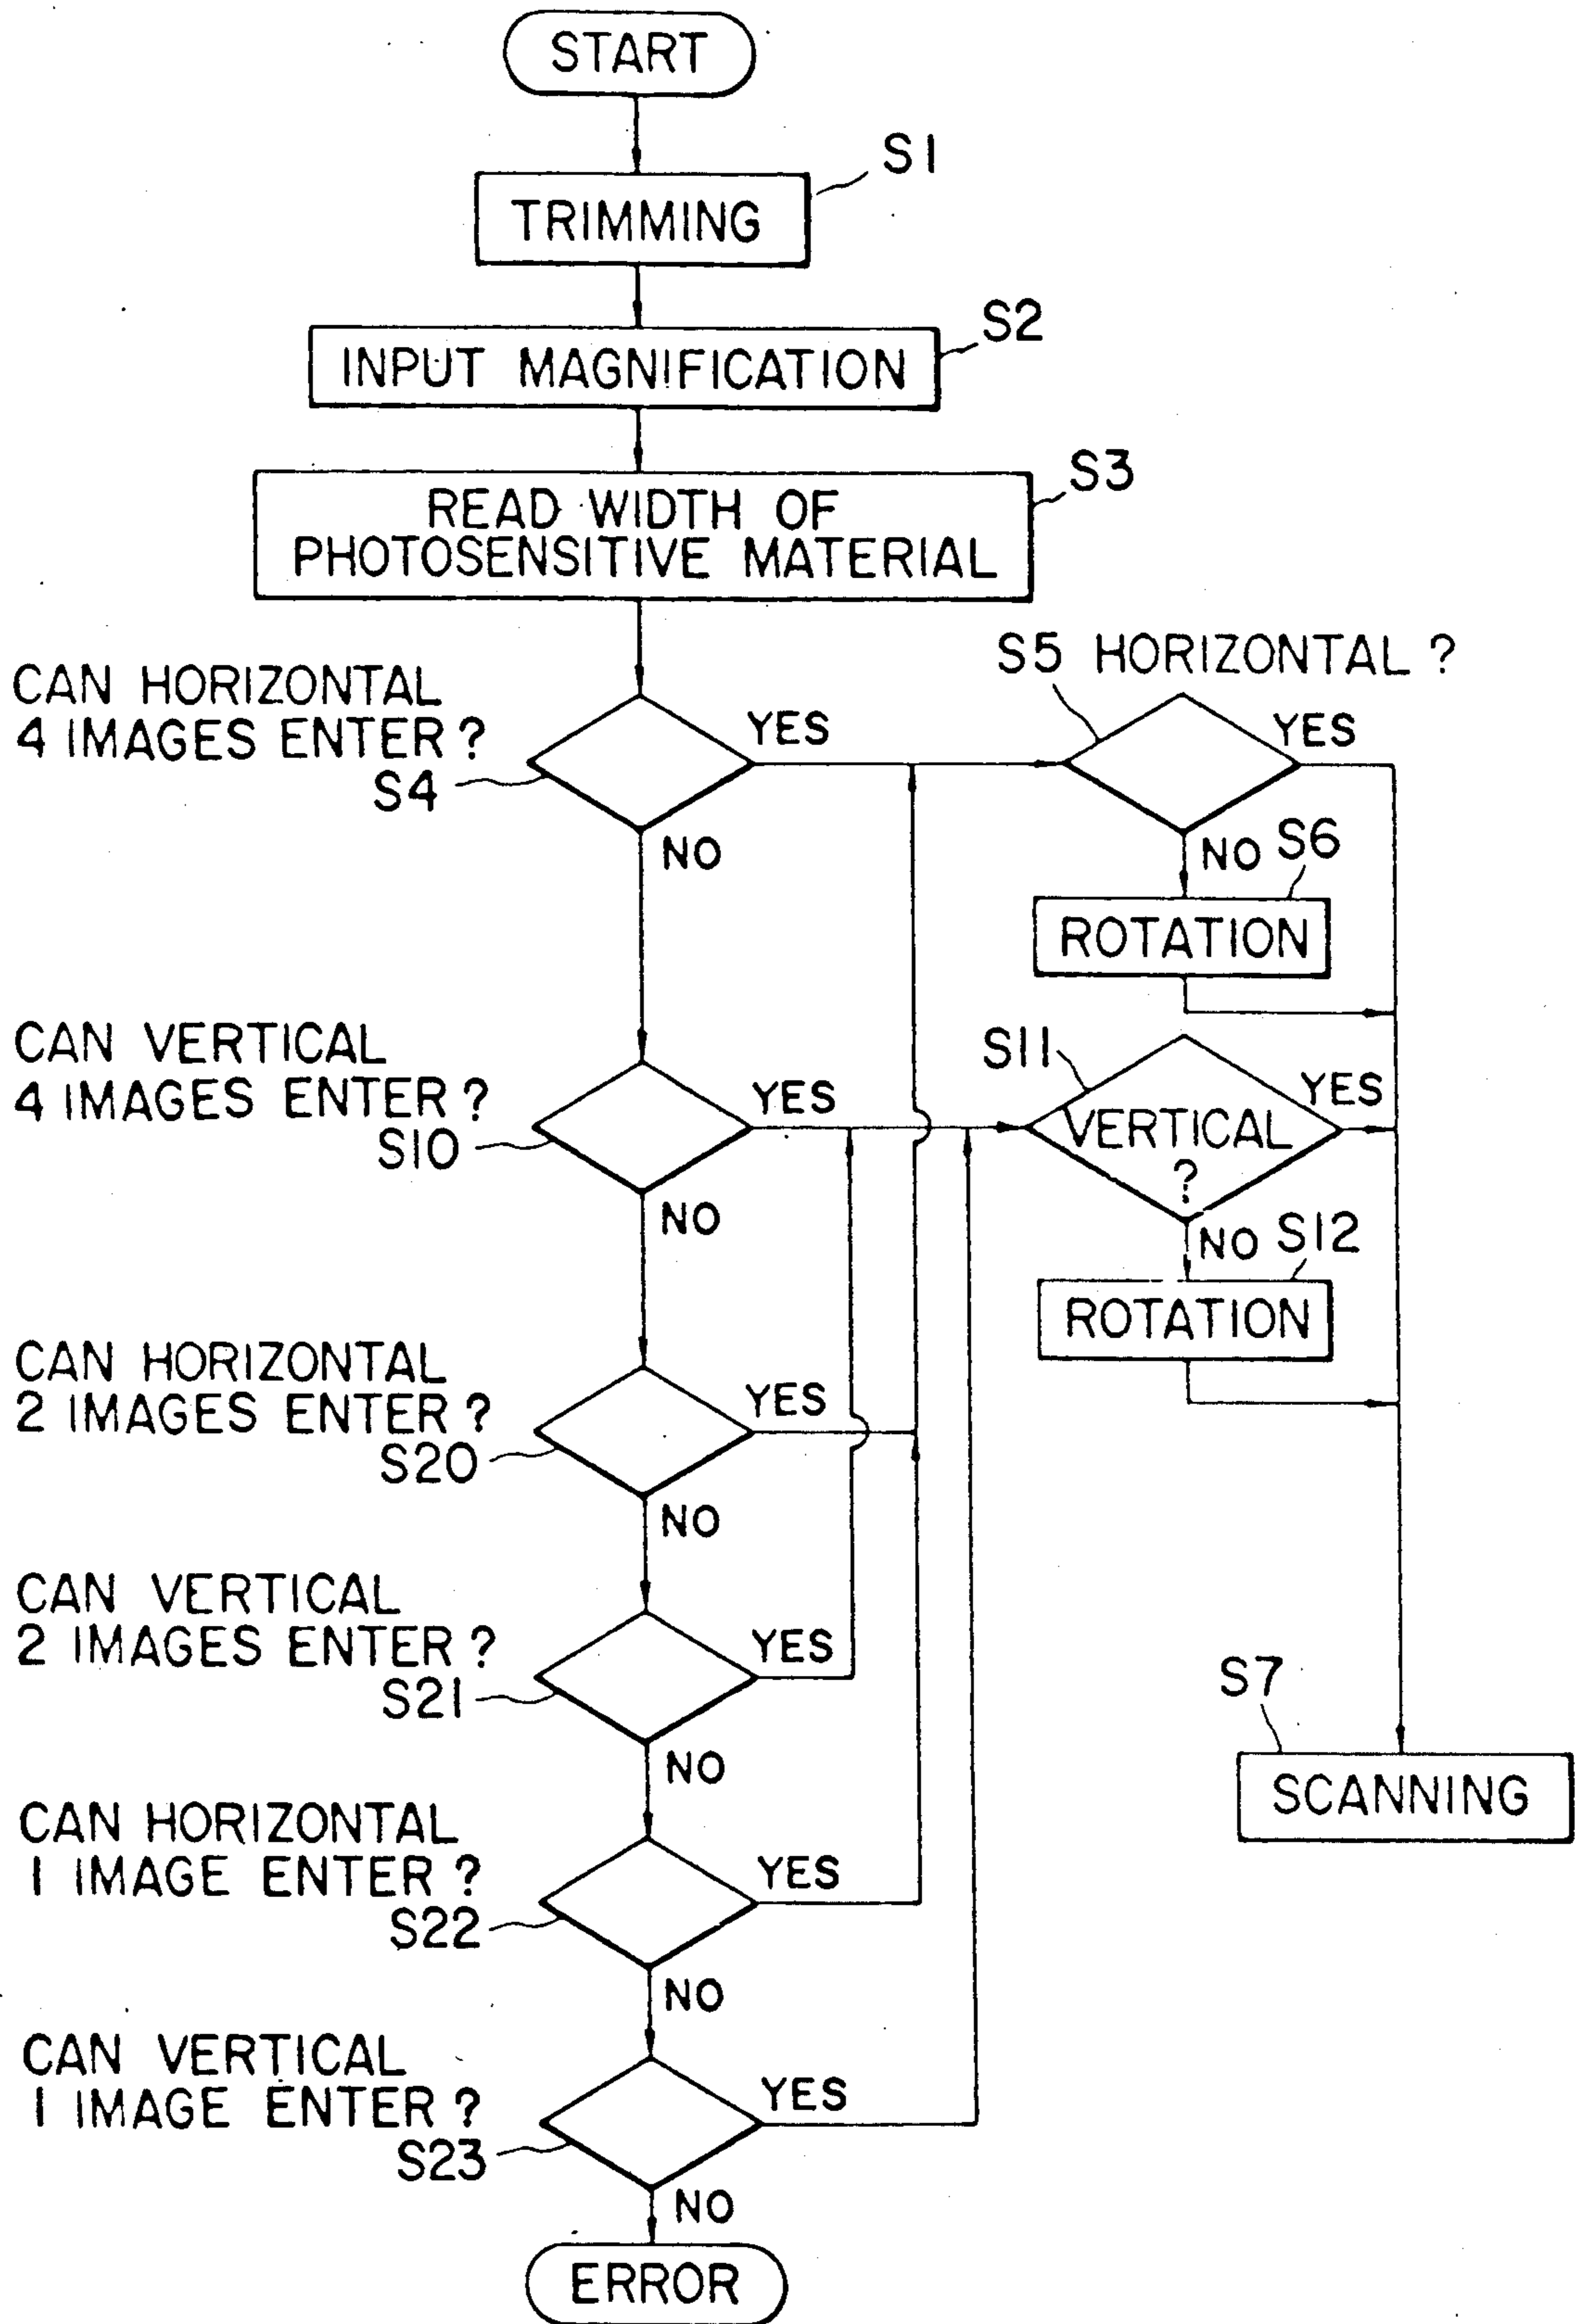 START
S1
TRIMMING
S2
INPUT MAGNIFICATION
S3
READ WIDTH OF
PHOTOSENSITIVE MATERIAL
S5 HORIZONTAL ?
CAN HORIZONTAL
4 IMAGES ENTER ?
S4
YES
YES
NO
NO
S6
ROTATION
CAN VERTICAL
4 IMAGES ENTER ?
S10
YES
S11
YES
VERTICAL
?
NO
NO
S12
ROTATION
CAN HORIZONTAL
2 IMAGES ENTER ?
S20
YES
NO
CAN VERTICAL
2 IMAGES ENTER ?
S21
YES
NO
S7
SCANNING
CAN HORIZONTAL
1 IMAGE ENTER ?
S22
YES
NO
CAN VERTICAL
1 IMAGE ENTER ?
S23
YES
NO
ERROR